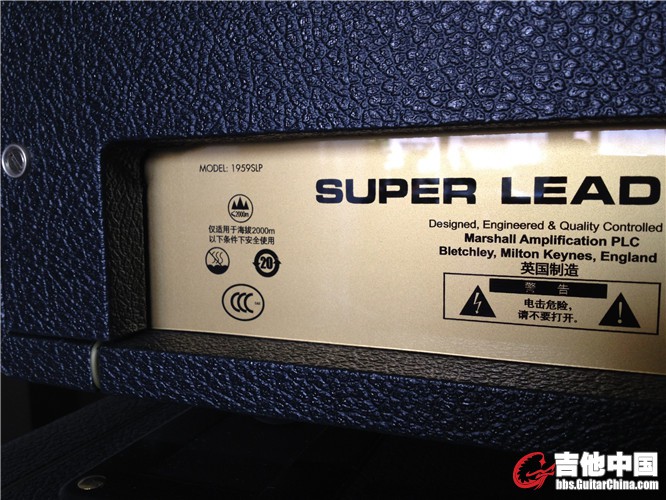 MODEL: 1959SLP
SUPER LEAD
≤2000m
仅适用于海拔2000m
以下条件下安全使用
20
CCC
Designed, Engineered & Quality Controlled
Marshall Amplification PLC
Bletchley, Milton Keynes, England
英国制造
警告
电击危险，
请不要打开。
吉他中国
bbs.GuitarChina.com